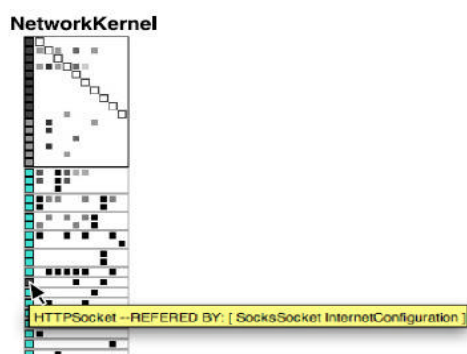 NetworkKernel
HTTPSocket --REFERED BY: [ SocksSocket InternetConfiguration ]